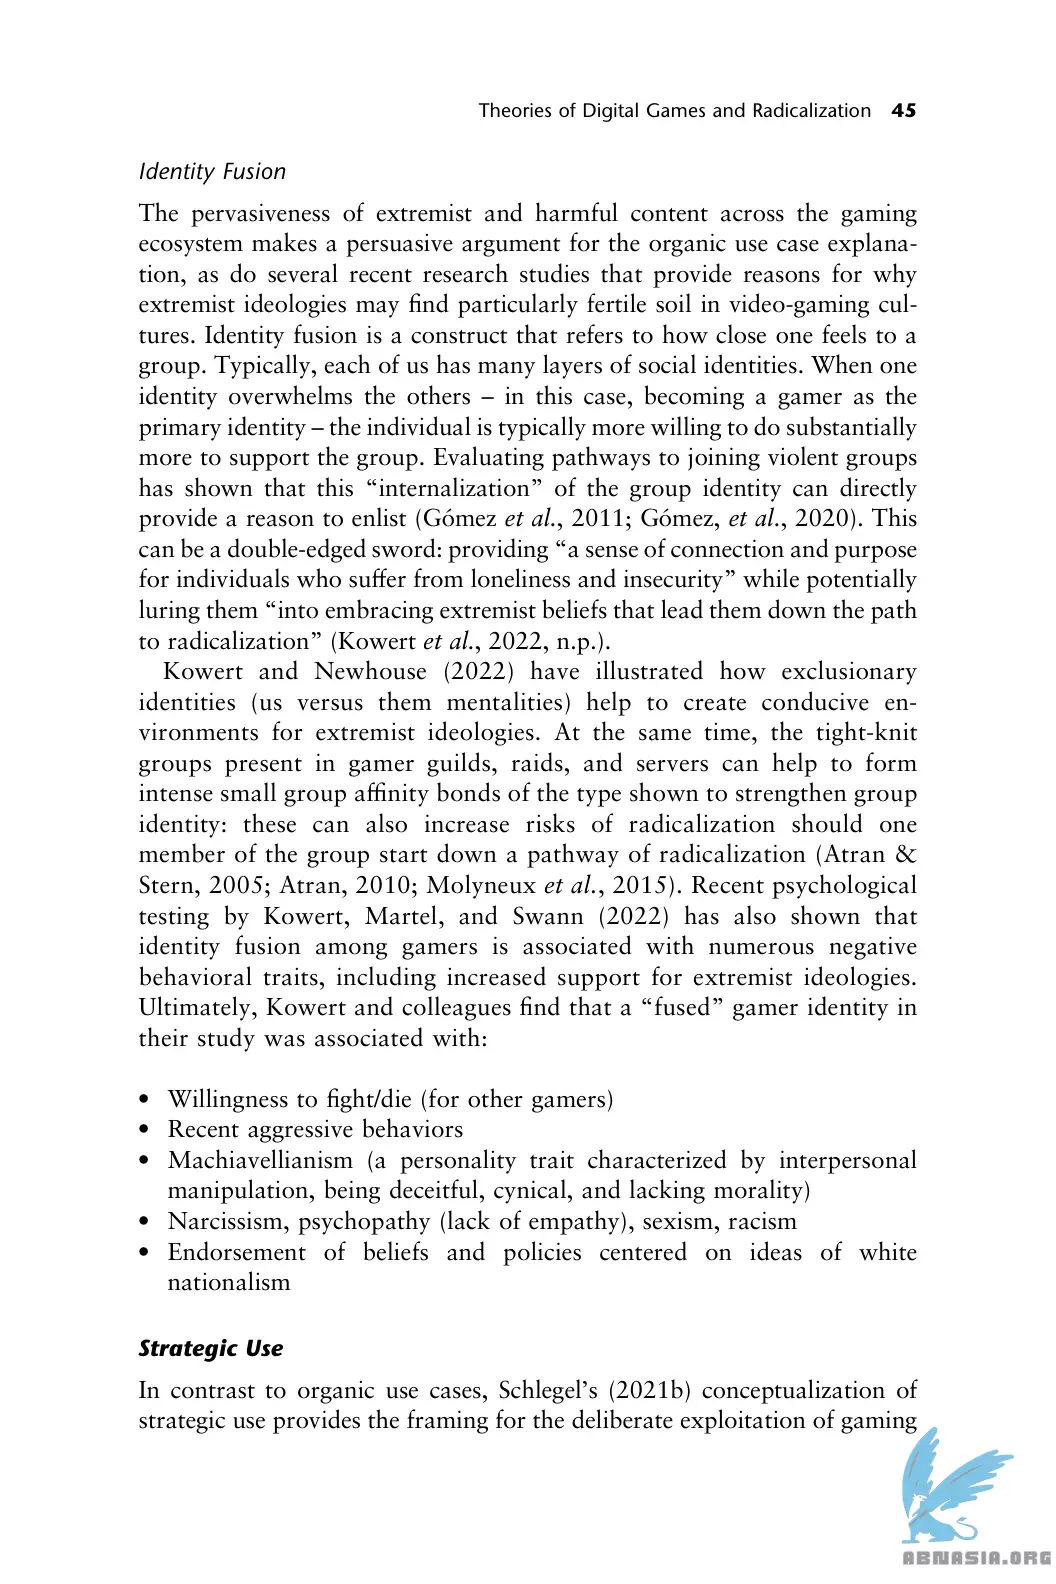 Theories of Digital Games and Radicalization 45
Identity Fusion
The pervasiveness of extremist and harmful content across the gaming
ecosystem makes a persuasive argument for the organic use case explana-
tion, as do several recent research studies that provide reasons for why
extremist ideologies may find particularly fertile soil in video-gaming cul-
tures. Identity fusion is a construct that refers to how close one feels to a
group. Typically, each of us has many layers of social identities. When one
identity overwhelms the others – in this case, becoming a gamer as the
primary identity – the individual is typically more willing to do substantially
more to support the group. Evaluating pathways to joining violent groups
has shown that this “internalization” of the group identity can directly
provide a reason to enlist (Gómez et al., 2011; Gómez, et al., 2020). This
can be a double-edged sword: providing “a sense of connection and purpose
for individuals who suffer from loneliness and insecurity” while potentially
luring them “into embracing extremist beliefs that lead them down the path
to radicalization” (Kowert et al., 2022, n.p.).
Kowert and Newhouse (2022) have illustrated how exclusionary
identities (us versus them mentalities) help to create conducive en-
vironments for extremist ideologies. At the same time, the tight-knit
groups present in gamer guilds, raids, and servers can help to form
intense small group affinity bonds of the type shown to strengthen group
identity: these can also increase risks of radicalization should one
member of the group start down a pathway of radicalization (Atran &
Stern, 2005; Atran, 2010; Molyneux et al., 2015). Recent psychological
testing by Kowert, Martel, and Swann (2022) has also shown that
identity fusion among gamers is associated with numerous negative
behavioral traits, including increased support for extremist ideologies.
Ultimately, Kowert and colleagues find that a “fused” gamer identity in
their study was associated with:
• Willingness to fight/die (for other gamers)
• Recent aggressive behaviors
• Machiavellianism (a personality trait characterized by interpersonal
manipulation, being deceitful, cynical, and lacking morality)
• Narcissism, psychopathy (lack of empathy), sexism, racism
• Endorsement of beliefs and policies centered on ideas of white
nationalism
Strategic Use
In contrast to organic use cases, Schlegel’s (2021b) conceptualization of
strategic use provides the framing for the deliberate exploitation of gaming
ABNASIA.ORG